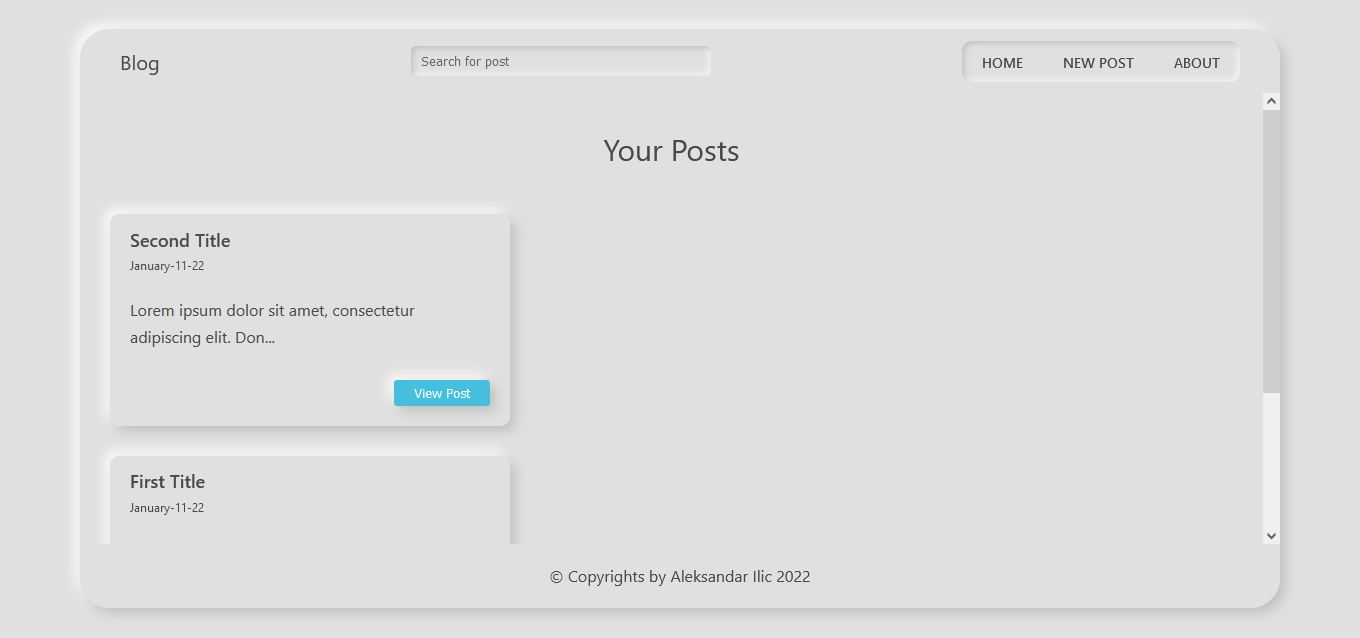 Blog
Search for post
HOME
NEW POST
ABOUT
Your Posts
Second Title
January-11-22
Lorem ipsum dolor sit amet, consectetur
adipiscing elit. Don...
View Post
First Title
January-11-22
© Copyrights by Aleksandar Ilic 2022